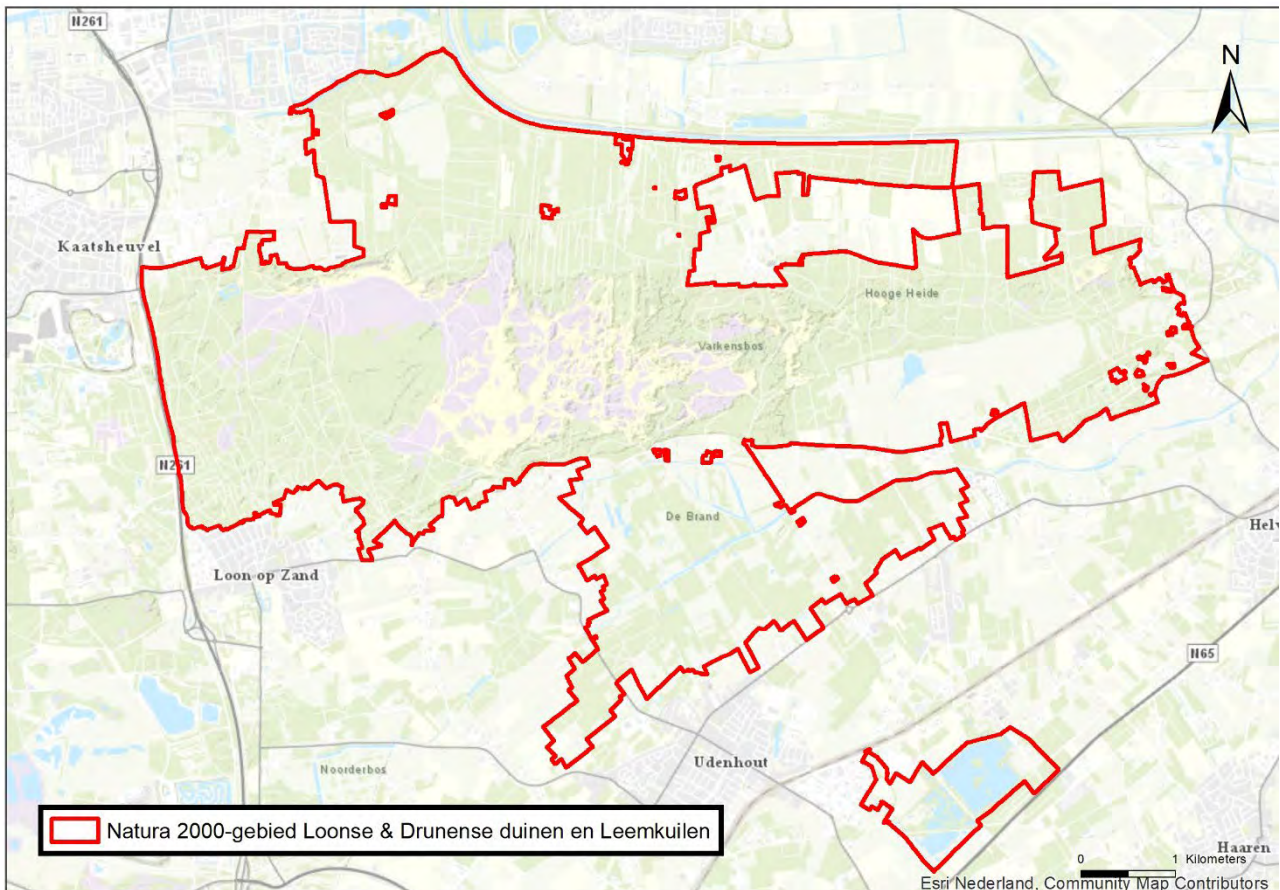 N261
N
Kaatsheuvel
Hooge Heide
Varkensbos
N261
De Brand
Loon op Zand
Helv
N65
Udenhout
Noorderbos
Natura 2000-gebied Loonse & Drunense duinen en Leemkuilen
Haaren
0 1 Kilometers
Esri Nederland, Community Map Contributors